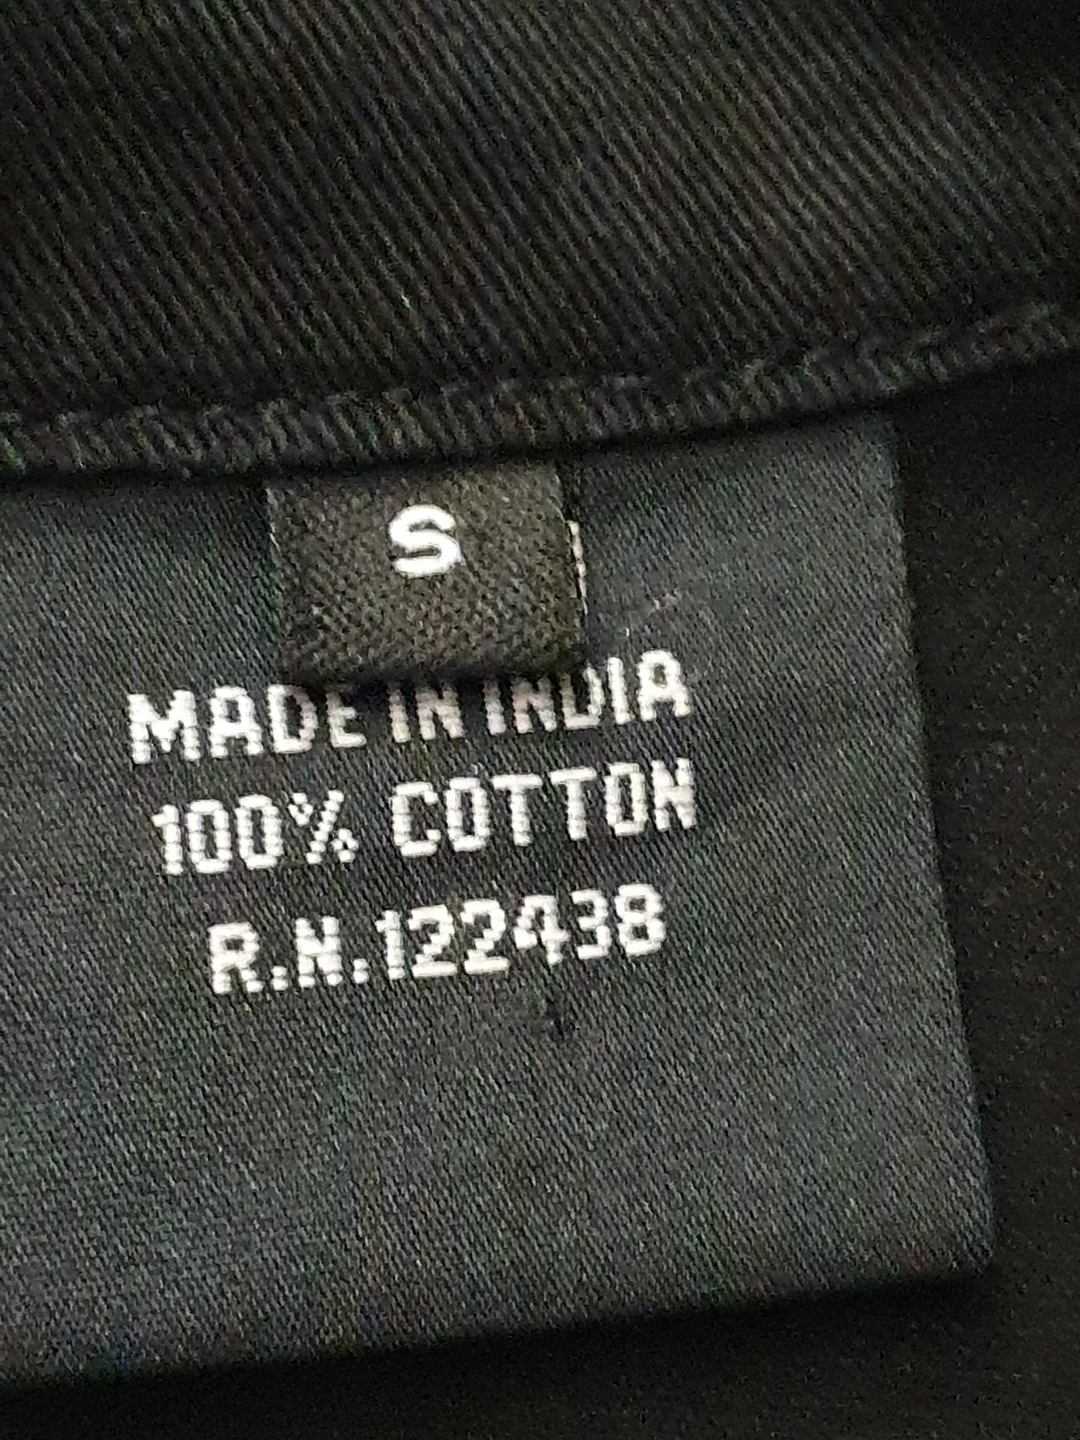 S
MADE IN INDIA
100% COTTON
R.N.122438